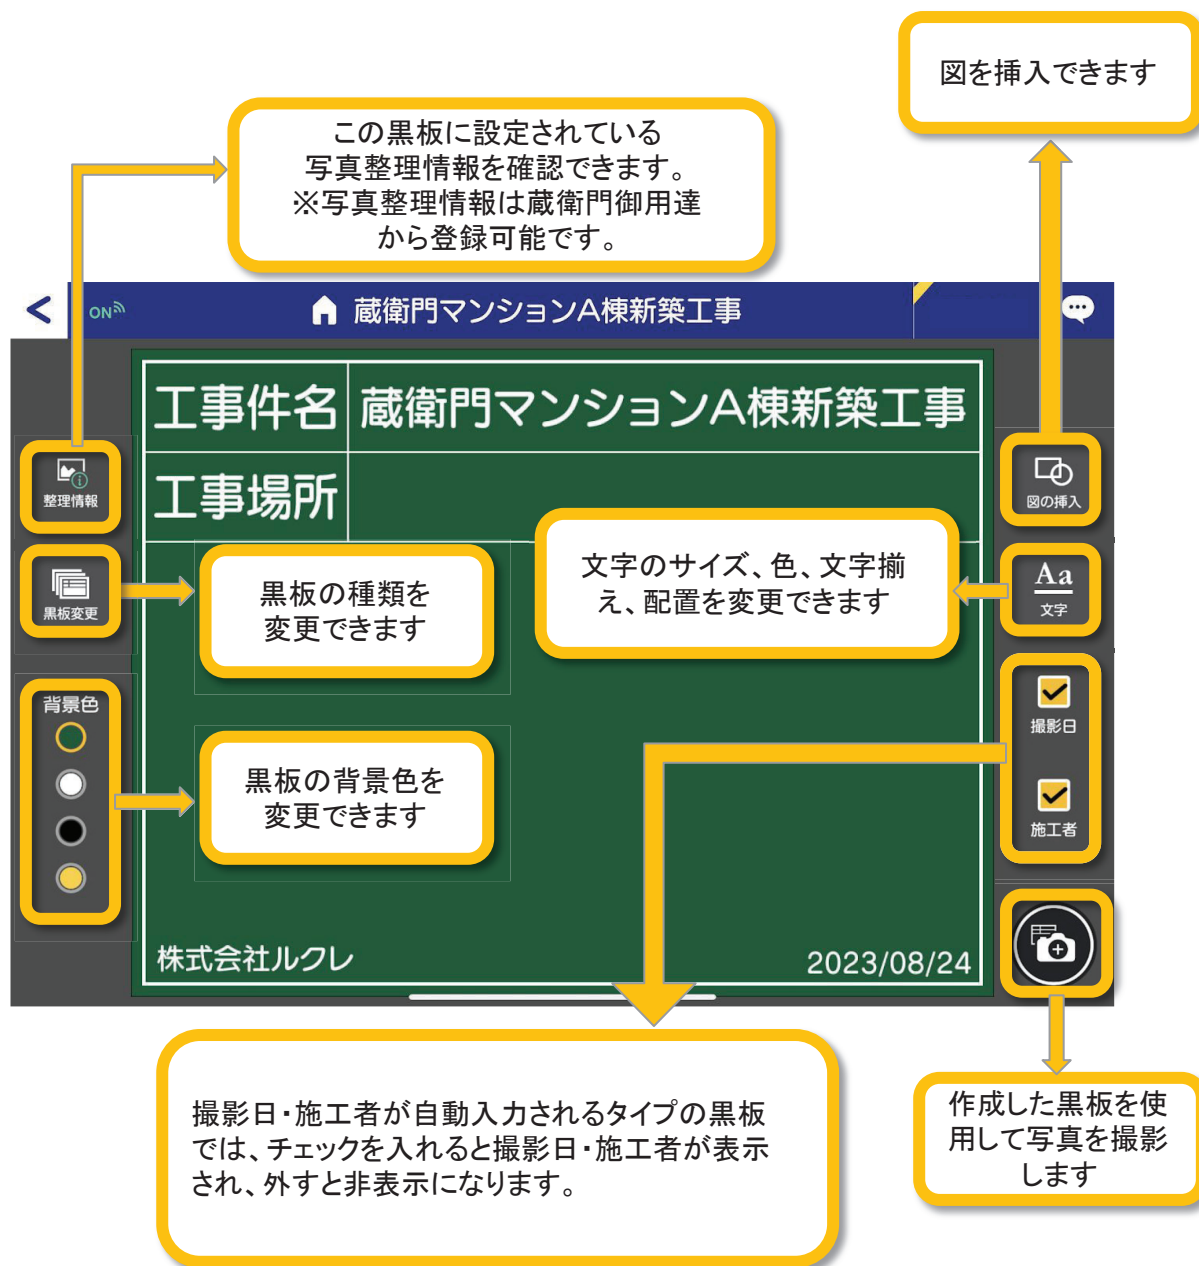 図を挿入できます
この黒板に設定されている
写真整理情報を確認できます。
※写真整理情報は蔵衛門御用達
から登録可能です。
ON
蔵衛門マンションA棟新築工事
工事件名
蔵衛門マンションA棟新築工事
工事場所
整理情報
図の挿入
黒板変更
黒板の種類を
変更できます
文字のサイズ、色、文字揃
え、配置を変更できます
Aa
文字
背景色
黒板の背景色を
変更できます
撮影日
施工者
株式会社ルクレ
2023/08/24
撮影日・施工者が自動入力されるタイプの黒板
では、チェックを入れると撮影日・施工者が表示
され、外すと非表示になります。
作成した黒板を使
用して写真を撮影
します